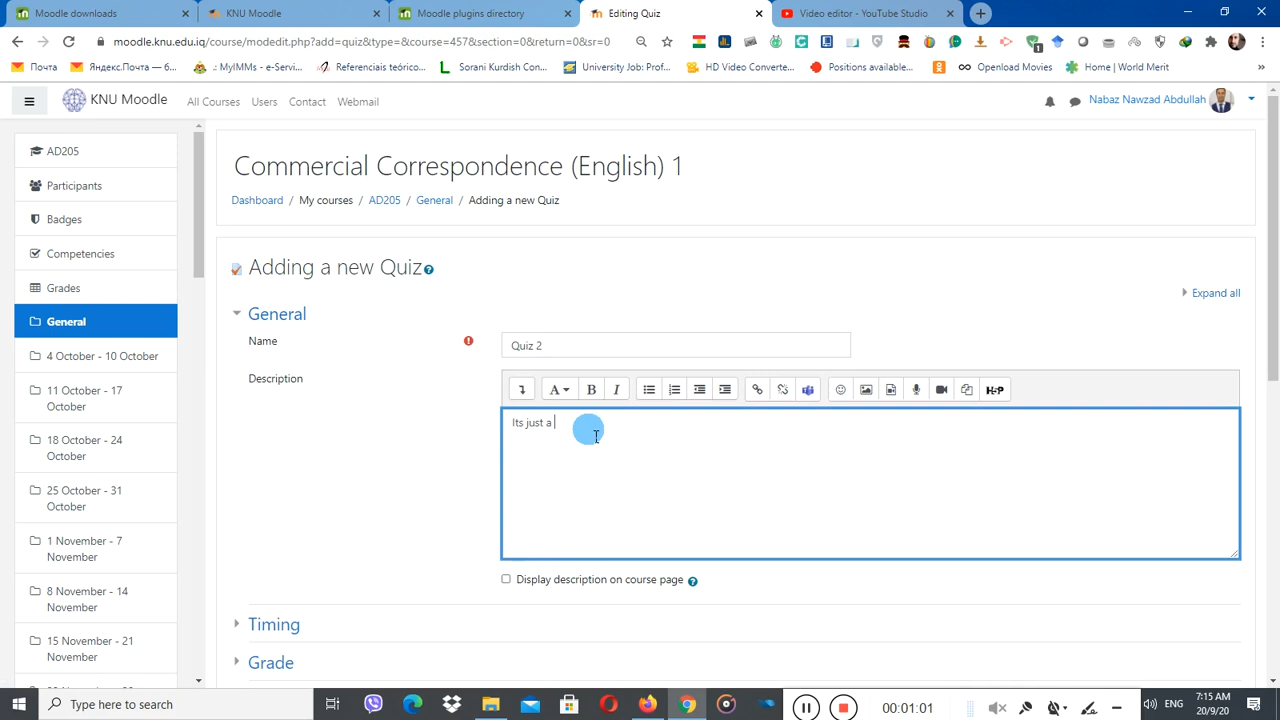 Moodle downloads
KNU Moodle
Moodle plugins directory
Editing Quiz
Video editor - YouTube Studio
moodle.knu.edu.iq/course/modedit.php?add=quiz&type=&course=457&section=0&return=0&sr=0
Почта
Яндекс.Почта — б...
.: MyIMMs - e-Servi...
Referenciais teórico...
Sorani Kurdish Con...
University Job: Prof...
HD Video Converte...
Positions available...
Openload Movies
Home | World Merit
KNU Moodle
All Courses
Users
Contact
Webmail
Nabaz Nawzad Abdullah
AD205
Participants
Badges
Competencies
Grades
General
4 October - 10 October
11 October - 17
October
18 October - 24
October
25 October - 31
October
1 November - 7
November
8 November - 14
November
15 November - 21
November
Commercial Correspondence (English) 1
Dashboard / My courses / AD205 / General / Adding a new Quiz
Adding a new Quiz
Expand all
General
Name
Quiz 2
Description
A B I H-P
Its just a
Display description on course page
Timing
Grade
Type here to search
00:01:01
ENG
7:15 AM
20/9/20